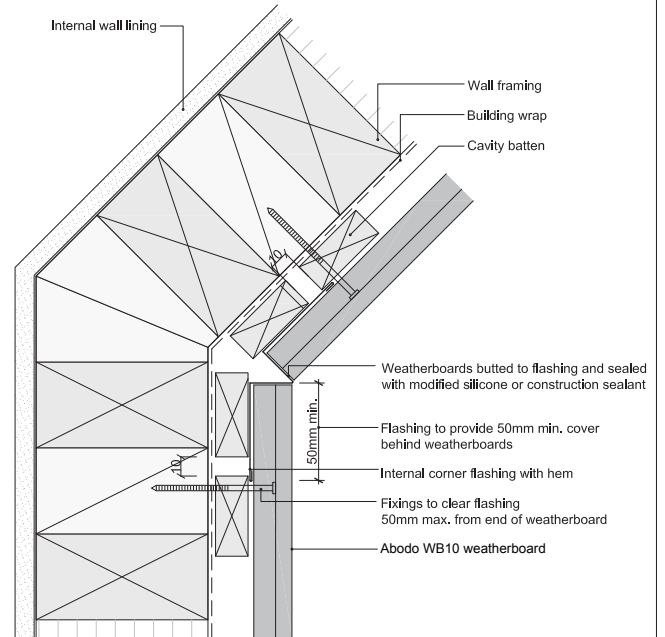 Internal wall lining
Wall framing
Building wrap
Cavity batten
10
Weatherboards butted to flashing and sealed
with modified silicone or construction sealant
50mm min.
Flashing to provide 50mm min. cover
behind weatherboards
10
Internal corner flashing with hem
Fixings to clear flashing
50mm max. from end of weatherboard
Abodo WB10 weatherboard